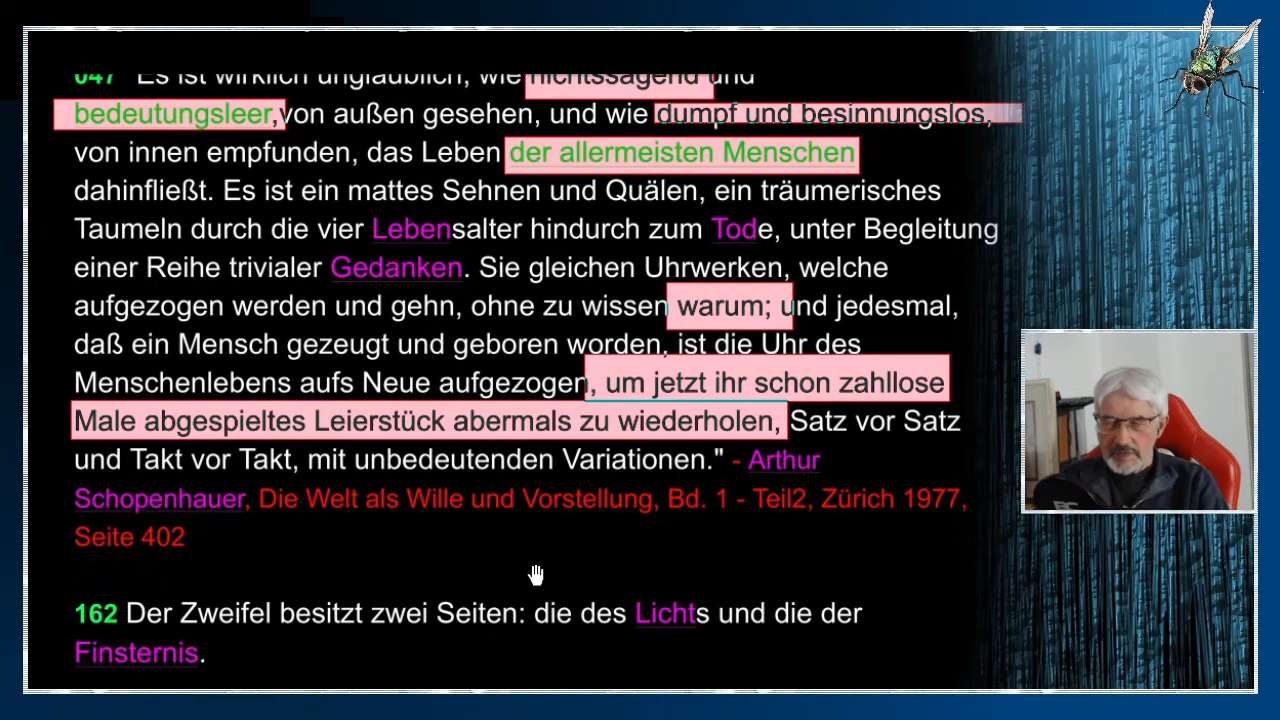 047 Es ist wirklich unglaublich, wie nichtssagend und
bedeutungsleer, von außen gesehen, und wie dumpf und besinnungslos,
von innen empfunden, das Leben der allermeisten Menschen
dahinfließt. Es ist ein mattes Sehnen und Quälen, ein träumerisches
Taumeln durch die vier Lebensalter hindurch zum Tode, unter Begleitung
einer Reihe trivialer Gedanken. Sie gleichen Uhrwerken, welche
aufgezogen werden und gehn, ohne zu wissen warum; und jedesmal,
daß ein Mensch gezeugt und geboren worden, ist die Uhr des
Menschenlebens aufs Neue aufgezogen, um jetzt ihr schon zahllose
Male abgespieltes Leierstück abermals zu wiederholen, Satz vor Satz
und Takt vor Takt, mit unbedeutenden Variationen." - Arthur
Schopenhauer, Die Welt als Wille und Vorstellung, Bd. 1 - Teil2, Zürich 1977,
Seite 402
162 Der Zweifel besitzt zwei Seiten: die des Lichts und die der
Finsternis.